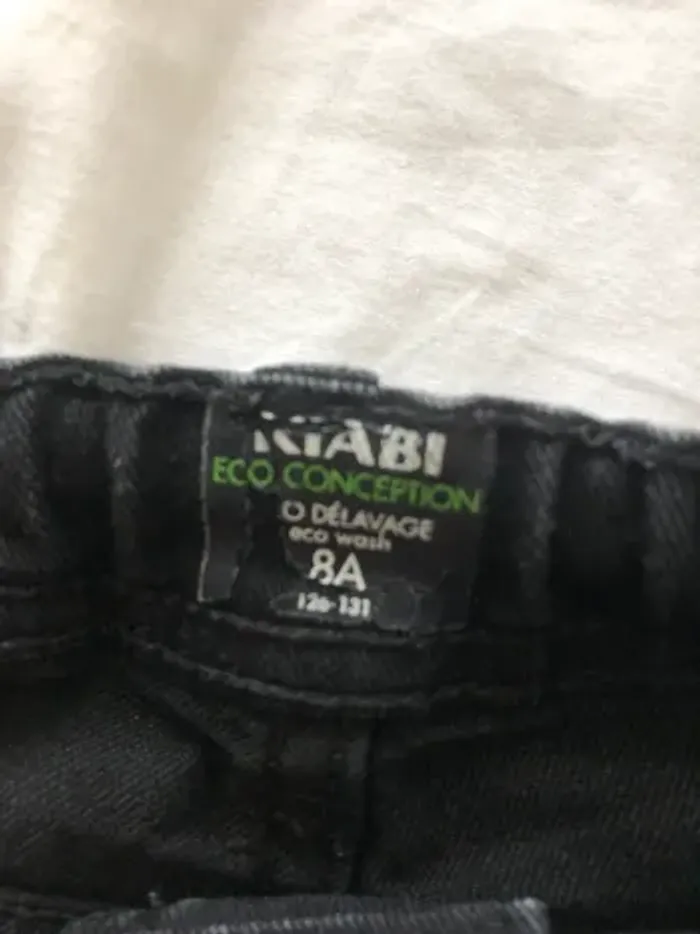 KIABI
ECO CONCEPTION
O DÉLAVAGE
eco wash
8A
126-131